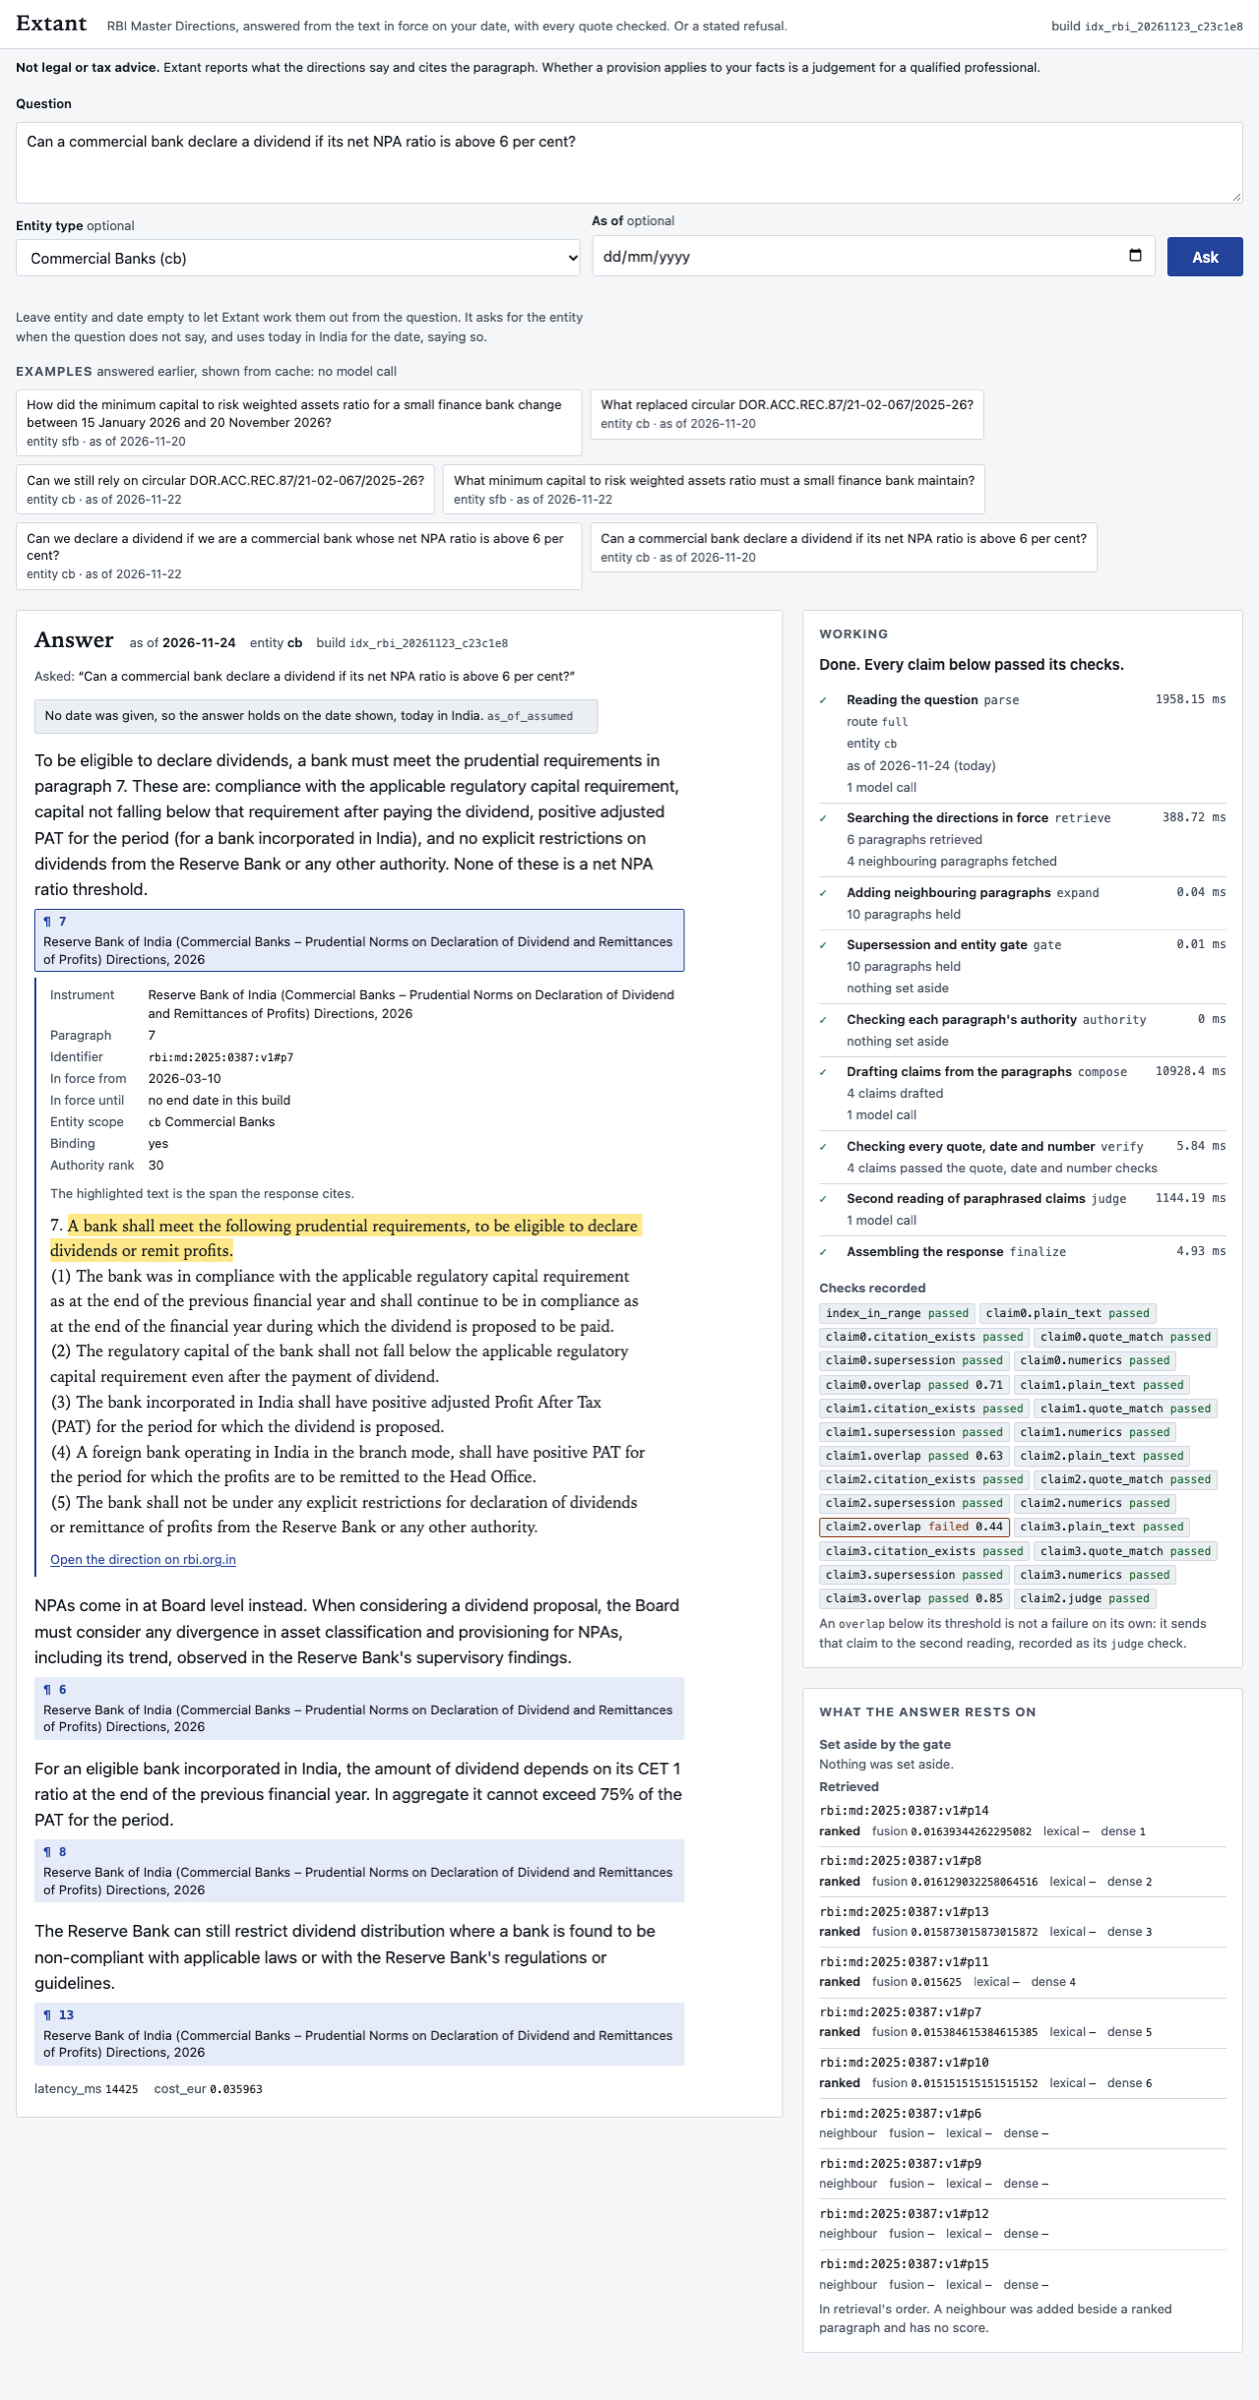 Extant RBI Master Directions, answered from the text in force on your date, with every quote checked. Or a stated refusal. build idx_rbi_20261123_c23c1e8
Not legal or tax advice. Extant reports what the directions say and cites the paragraph. Whether a provision applies to your facts is a judgement for a qualified professional.
Question
Can a commercial bank declare a dividend if its net NPA ratio is above 6 per cent?
Entity type optional
As of optional
Commercial Banks (cb)
dd/mm/yyyy
Ask
Leave entity and date empty to let Extant work them out from the question. It asks for the entity
when the question does not say, and uses today in India for the date, saying so.
EXAMPLES answered earlier, shown from cache: no model call
How did the minimum capital to risk weighted assets ratio for a small finance bank change
between 15 January 2026 and 20 November 2026?
entity sfb · as of 2026-11-20
What replaced circular DOR.ACC.REC.87/21-02-067/2025-26?
entity cb · as of 2026-11-20
Can we still rely on circular DOR.ACC.REC.87/21-02-067/2025-26?
entity cb · as of 2026-11-22
What minimum capital to risk weighted assets ratio must a small finance bank maintain?
entity sfb · as of 2026-11-22
Can we declare a dividend if we are a commercial bank whose net NPA ratio is above 6 per
cent?
entity cb · as of 2026-11-22
Can a commercial bank declare a dividend if its net NPA ratio is above 6 per cent?
entity cb · as of 2026-11-20
Answer as of 2026-11-24 entity cb build idx_rbi_20261123_c23c1e8
Asked: “Can a commercial bank declare a dividend if its net NPA ratio is above 6 per cent?”
No date was given, so the answer holds on the date shown, today in India. as_of_assumed
To be eligible to declare dividends, a bank must meet the prudential requirements in
paragraph 7. These are: compliance with the applicable regulatory capital requirement,
capital not falling below that requirement after paying the dividend, positive adjusted
PAT for the period (for a bank incorporated in India), and no explicit restrictions on
dividends from the Reserve Bank or any other authority. None of these is a net NPA
ratio threshold.
¶ 7
Reserve Bank of India (Commercial Banks – Prudential Norms on Declaration of Dividend and Remittances
of Profits) Directions, 2026
Instrument Reserve Bank of India (Commercial Banks – Prudential Norms on Declaration of Dividend
and Remittances of Profits) Directions, 2026
Paragraph 7
Identifier rbi:md:2025:0387:v1#p7
In force from 2026-03-10
In force until no end date in this build
Entity scope cb Commercial Banks
Binding yes
Authority rank 30
The highlighted text is the span the response cites.
7. A bank shall meet the following prudential requirements, to be eligible to declare
dividends or remit profits.
(1) The bank was in compliance with the applicable regulatory capital requirement
as at the end of the previous financial year and shall continue to be in compliance as
at the end of the financial year during which the dividend is proposed to be paid.
(2) The regulatory capital of the bank shall not fall below the applicable regulatory
capital requirement even after the payment of dividend.
(3) The bank incorporated in India shall have positive adjusted Profit After Tax
(PAT) for the period for which the dividend is proposed.
(4) A foreign bank operating in India in the branch mode, shall have positive PAT for
the period for which the profits are to be remitted to the Head Office.
(5) The bank shall not be under any explicit restrictions for declaration of dividends
or remittance of profits from the Reserve Bank or any other authority.
Open the direction on rbi.org.in
NPAs come in at Board level instead. When considering a dividend proposal, the Board
must consider any divergence in asset classification and provisioning for NPAs,
including its trend, observed in the Reserve Bank's supervisory findings.
¶ 6
Reserve Bank of India (Commercial Banks – Prudential Norms on Declaration of Dividend and Remittances
of Profits) Directions, 2026
For an eligible bank incorporated in India, the amount of dividend depends on its CET 1
ratio at the end of the previous financial year. In aggregate it cannot exceed 75% of the
PAT for the period.
¶ 8
Reserve Bank of India (Commercial Banks – Prudential Norms on Declaration of Dividend and Remittances
of Profits) Directions, 2026
The Reserve Bank can still restrict dividend distribution where a bank is found to be
non-compliant with applicable laws or with the Reserve Bank's regulations or
guidelines.
¶ 13
Reserve Bank of India (Commercial Banks – Prudential Norms on Declaration of Dividend and Remittances
of Profits) Directions, 2026
latency_ms 14425 cost_eur 0.035963
WORKING
Done. Every claim below passed its checks.
✓ Reading the question parse 1958.15 ms
route full
entity cb
as of 2026-11-24 (today)
1 model call
✓ Searching the directions in force retrieve 388.72 ms
6 paragraphs retrieved
4 neighbouring paragraphs fetched
✓ Adding neighbouring paragraphs expand 0.04 ms
10 paragraphs held
✓ Supersession and entity gate gate 0.01 ms
10 paragraphs held
nothing set aside
✓ Checking each paragraph's authority authority 0 ms
nothing set aside
✓ Drafting claims from the paragraphs compose 10928.4 ms
4 claims drafted
1 model call
✓ Checking every quote, date and number verify 5.84 ms
4 claims passed the quote, date and number checks
✓ Second reading of paraphrased claims judge 1144.19 ms
1 model call
✓ Assembling the response finalize 4.93 ms
Checks recorded
index_in_range passed claim0.plain_text passed
claim0.citation_exists passed claim0.quote_match passed
claim0.supersession passed claim0.numerics passed
claim0.overlap passed 0.71 claim1.plain_text passed
claim1.citation_exists passed claim1.quote_match passed
claim1.supersession passed claim1.numerics passed
claim1.overlap passed 0.63 claim2.plain_text passed
claim2.citation_exists passed claim2.quote_match passed
claim2.supersession passed claim2.numerics passed
claim2.overlap failed 0.44 claim3.plain_text passed
claim3.citation_exists passed claim3.quote_match passed
claim3.supersession passed claim3.numerics passed
claim3.overlap passed 0.85 claim2.judge passed
An overlap below its threshold is not a failure on its own: it sends
that claim to the second reading, recorded as its judge check.
WHAT THE ANSWER RESTS ON
Set aside by the gate
Nothing was set aside.
Retrieved
rbi:md:2025:0387:v1#p14
ranked fusion 0.01639344262295082 lexical – dense 1
rbi:md:2025:0387:v1#p8
ranked fusion 0.016129032258064516 lexical – dense 2
rbi:md:2025:0387:v1#p13
ranked fusion 0.015873015873015872 lexical – dense 3
rbi:md:2025:0387:v1#p11
ranked fusion 0.015625 lexical – dense 4
rbi:md:2025:0387:v1#p7
ranked fusion 0.015384615384615385 lexical – dense 5
rbi:md:2025:0387:v1#p10
ranked fusion 0.015151515151515152 lexical – dense 6
rbi:md:2025:0387:v1#p6
neighbour fusion – lexical – dense –
rbi:md:2025:0387:v1#p9
neighbour fusion – lexical – dense –
rbi:md:2025:0387:v1#p12
neighbour fusion – lexical – dense –
rbi:md:2025:0387:v1#p15
neighbour fusion – lexical – dense –
In retrieval's order. A neighbour was added beside a ranked
paragraph and has no score.